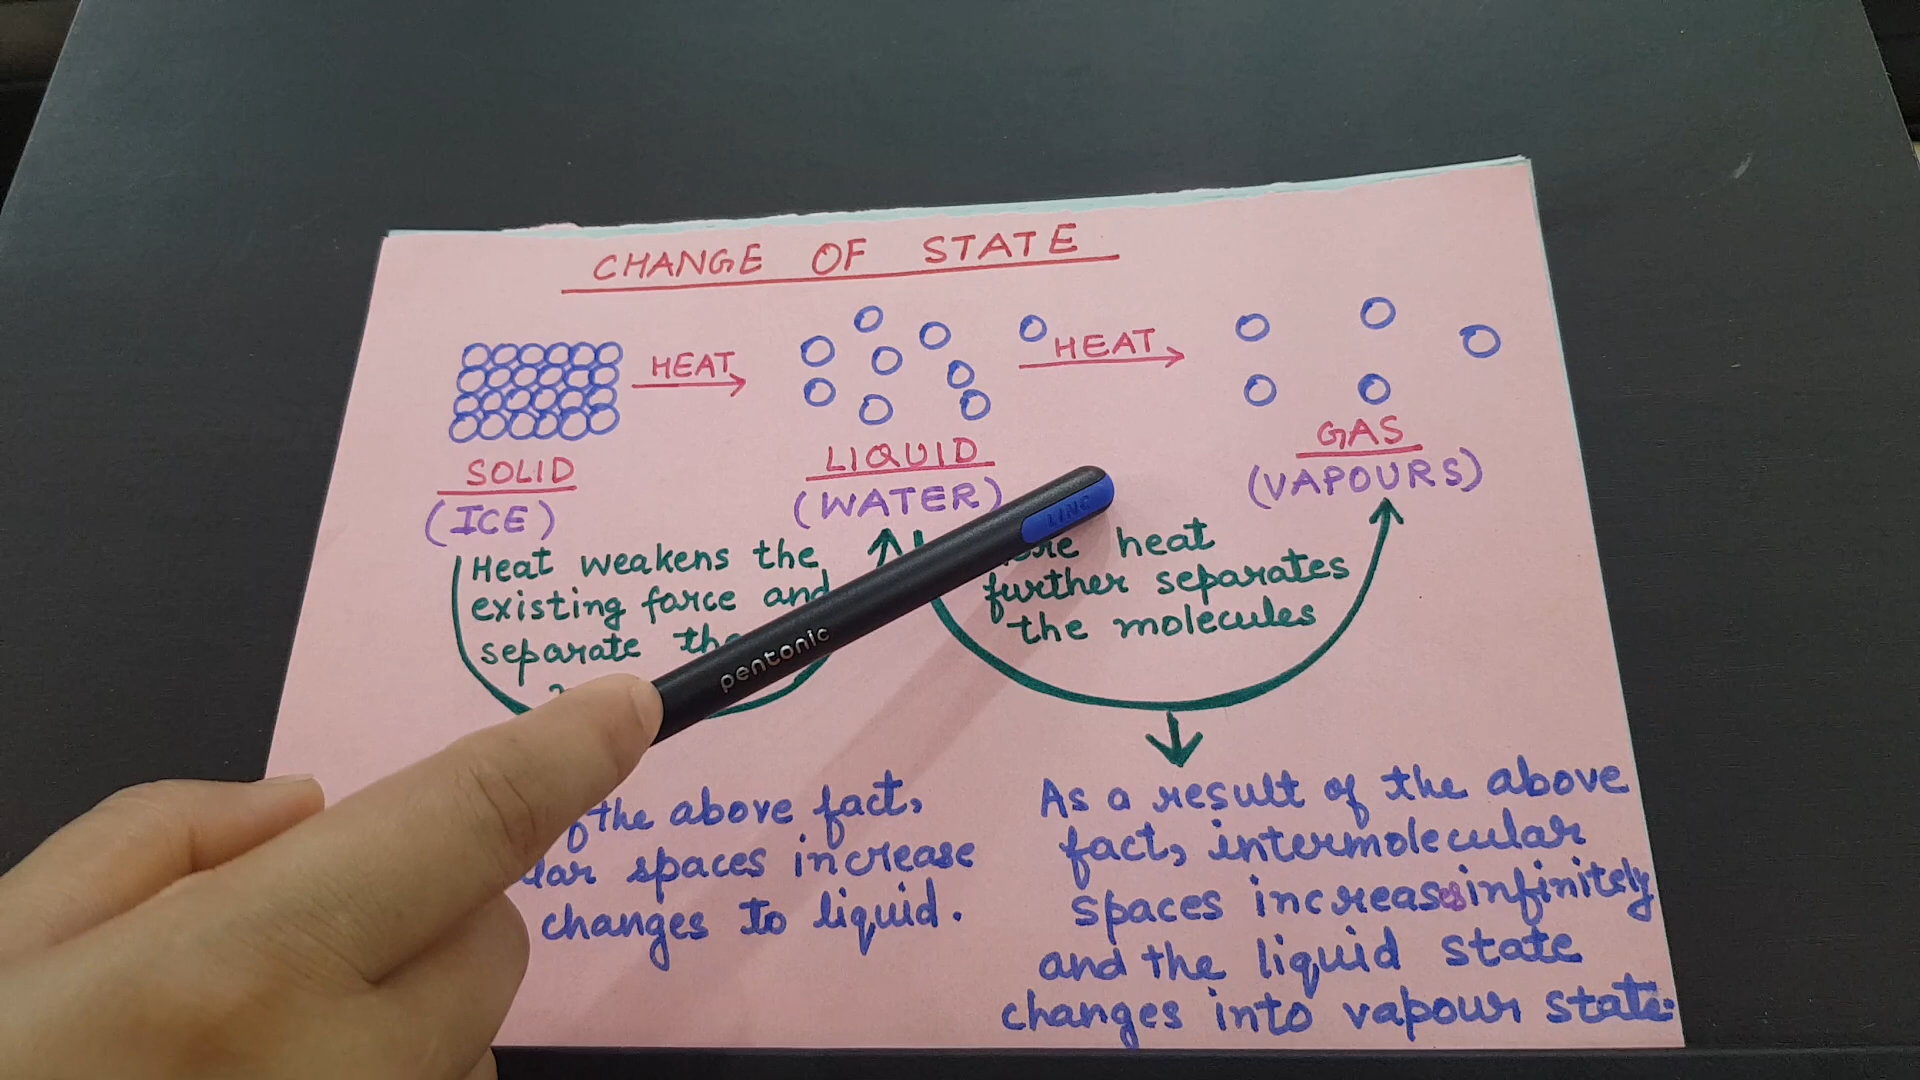 CHANGE OF STATE
HEAT
HEAT
SOLID
(ICE)
LIQUID
(WATER)
GAS
(VAPOURS)
Heat weakens the
existing force and
separate
heat
further separates
the molecules
LINC
pentonic
the above fact,
spaces increase
changes to liquid.
As a result of the above
fact, intermolecular
spaces increases infinitely
and the liquid state
changes into vapour state.